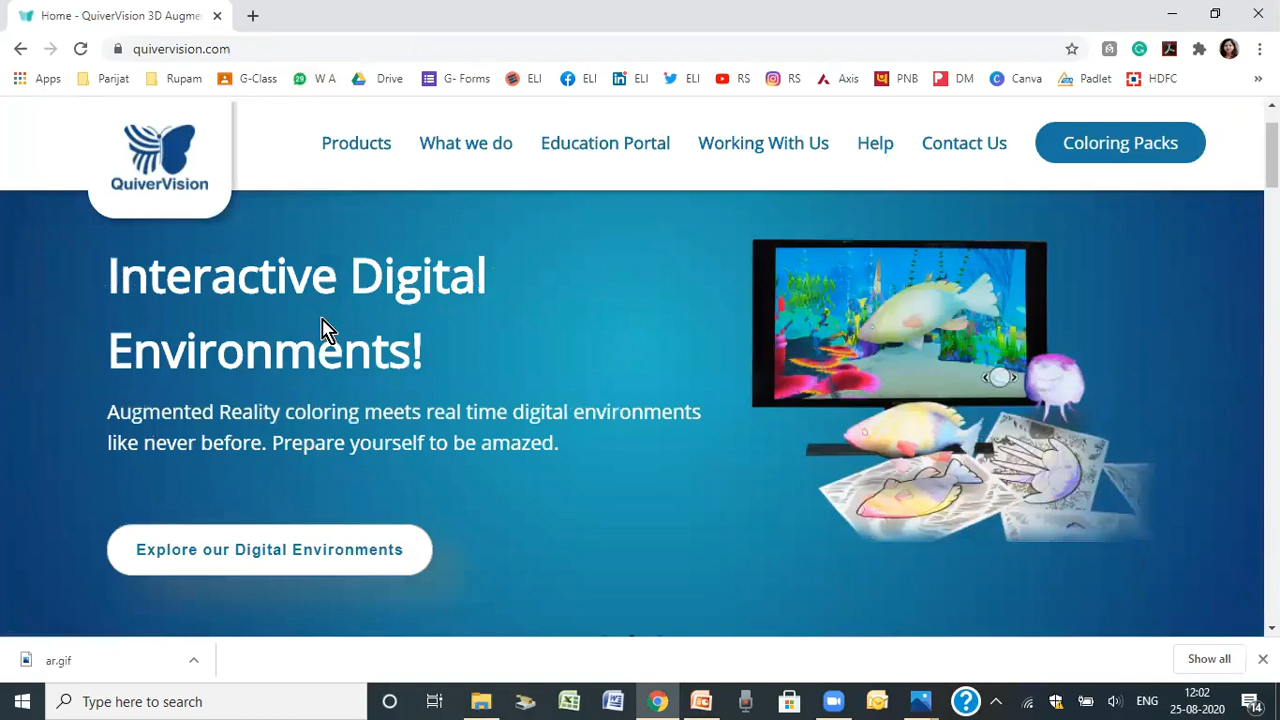 Home - QuiverVision 3D Augme
quivervision.com
Apps Parijat Rupam G-Class W A Drive G- Forms ELI ELI ELI ELI RS RS Axis PNB DM Canva Padlet HDFC »
QuiverVision
Products What we do Education Portal Working With Us Help Contact Us Coloring Packs
Interactive Digital
Environments!
Augmented Reality coloring meets real time digital environments
like never before. Prepare yourself to be amazed.
Explore our Digital Environments
ar.gif
Show all
Type here to search
ENG
12:02
25-08-2020
14